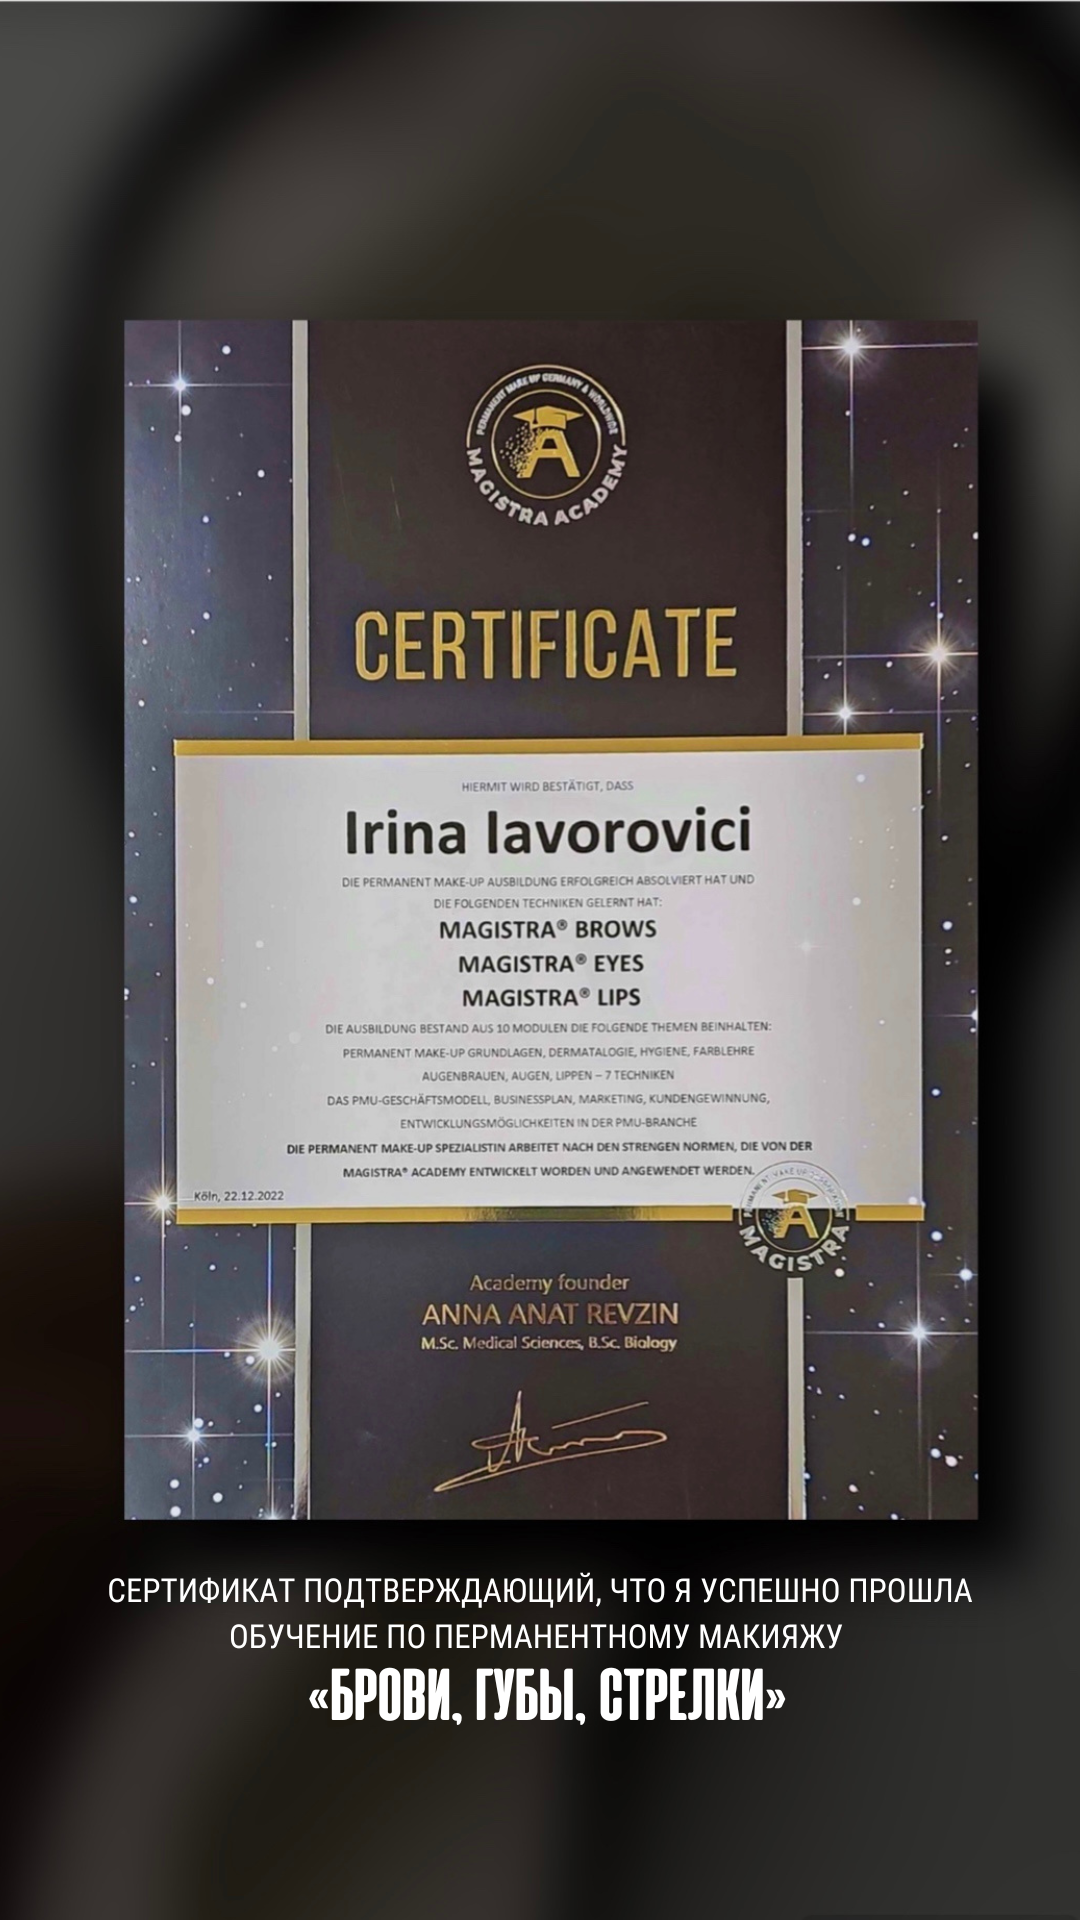 PERMANENT MAKE UP GERMANY & WORLDWIDE
A
MAGISTRA ACADEMY
CERTIFICATE
HIERMIT WIRD BESTÄTIGT, DASS
Irina Iavorovici
DIE PERMANENT MAKE-UP AUSBILDUNG ERFOLGREICH ABSOLVIERT HAT UND
DIE FOLGENDEN TECHNIKEN GELERNT HAT:
MAGISTRA® BROWS
MAGISTRA® EYES
MAGISTRA® LIPS
DIE AUSBILDUNG BESTAND AUS 10 MODULEN DIE FOLGENDE THEMEN BEINHALTEN:
PERMANENT MAKE-UP GRUNDLAGEN, DERMATALOGIE, HYGIENE, FARBLEHRE
AUGENBRAUEN, AUGEN, LIPPEN – 7 TECHNIKEN
DAS PMU-GESCHÄFTSMODELL, BUSINESSPLAN, MARKETING, KUNDENGEWINNUNG,
ENTWICKLUNGSMÖGLICHKEITEN IN DER PMU-BRANCHE
DIE PERMANENT MAKE-UP SPEZIALISTIN ARBEITET NACH DEN STRENGEN NORMEN, DIE VON DER
MAGISTRA® ACADEMY ENTWICKELT WORDEN UND ANGEWENDET WERDEN.
Köln, 22.12.2022
PERMANENT MAKE UP
A
MAGISTRA
Academy founder
ANNA ANAT REVZIN
M.Sc. Medical Sciences, B.Sc. Biology
СЕРТИФИКАТ ПОДТВЕРЖДАЮЩИЙ, ЧТО Я УСПЕШНО ПРОШЛА
ОБУЧЕНИЕ ПО ПЕРМАНЕНТНОМУ МАКИЯЖУ
«БРОВИ, ГУБЫ, СТРЕЛКИ»